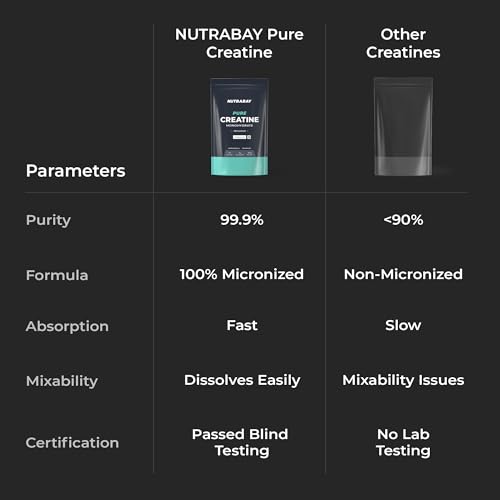 NUTRABAY Pure
Creatine
Other
Creatines
NUTRABAY
PURE
CREATINE
MONOHYDRATE
Parameters
Purity
99.9%
<90%
Formula
100% Micronized
Non-Micronized
Absorption
Fast
Slow
Mixability
Dissolves Easily
Mixability Issues
Certification
Passed Blind
Testing
No Lab
Testing